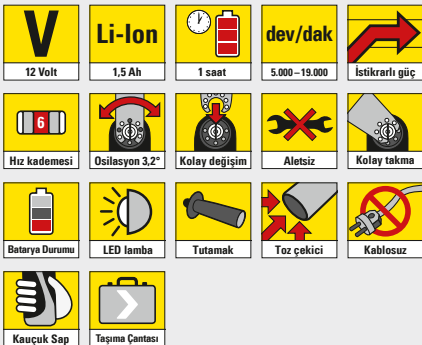 V
Li-Ion
dev/dak
12 Volt
1,5 Ah
1 saat
5.000 – 19.000
İstikrarlı güç
6
Hız kademesi
Osilasyon 3,2°
Kolay değişim
Aletsiz
Kolay takma
Batarya Durumu
LED lamba
Tutamak
Toz çekici
Kablosuz
Kauçuk Sap
Taşıma Çantası